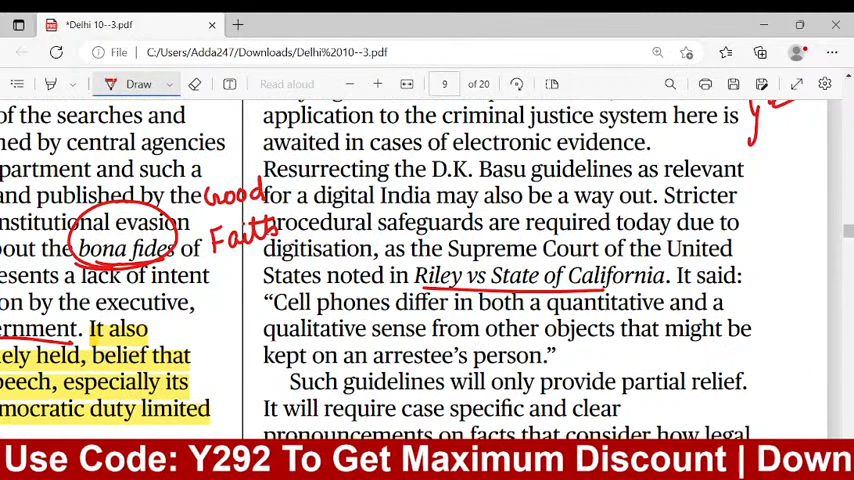 *Delhi 10--3.pdf
File
C:/Users/Adda247/Downloads/Delhi%2010--3.pdf
Draw
Read aloud
9
of 20
of the searches and
ned by central agencies
partment and such a
and published by the
nstitutional evasion
bout the bona fides of
esents a lack of intent
on by the executive,
ernment. It also
ely held, belief that
peech, especially its
mocratic duty limited
Good
Faith
application to the criminal justice system here is
awaited in cases of electronic evidence.
Resurrecting the D.K. Basu guidelines as relevant
for a digital India may also be a way out. Stricter
procedural safeguards are required today due to
digitisation, as the Supreme Court of the United
States noted in Riley vs State of California. It said:
“Cell phones differ in both a quantitative and a
qualitative sense from other objects that might be
kept on an arrestee’s person.”
Such guidelines will only provide partial relief.
It will require case specific and clear
pronouncements on facts that consider how legal
Use Code: Y292 To Get Maximum Discount | Down